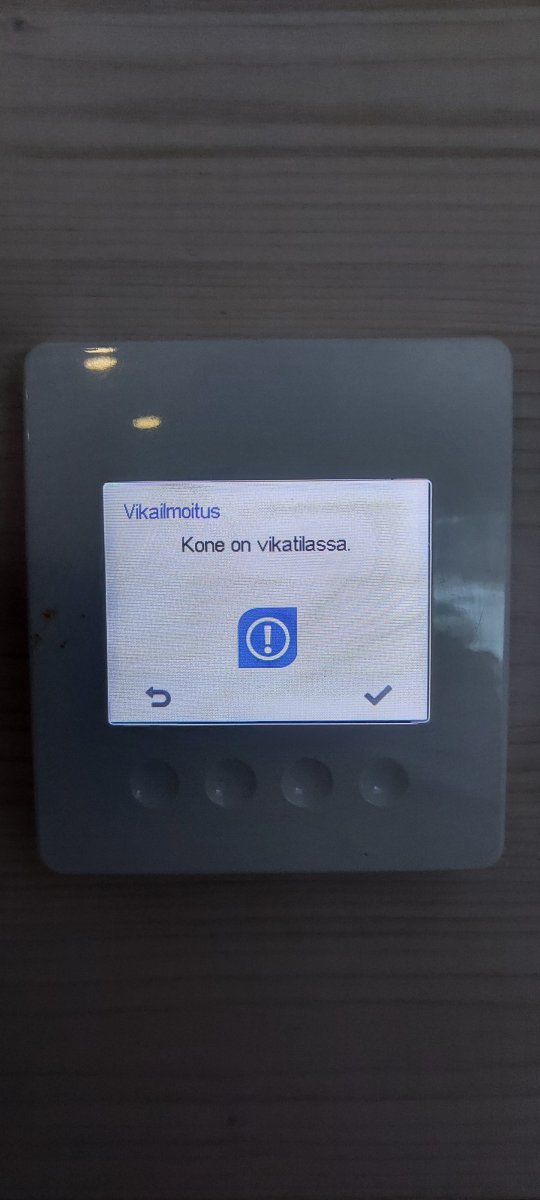 Vikailmoitus
Kone on vikatilassa.